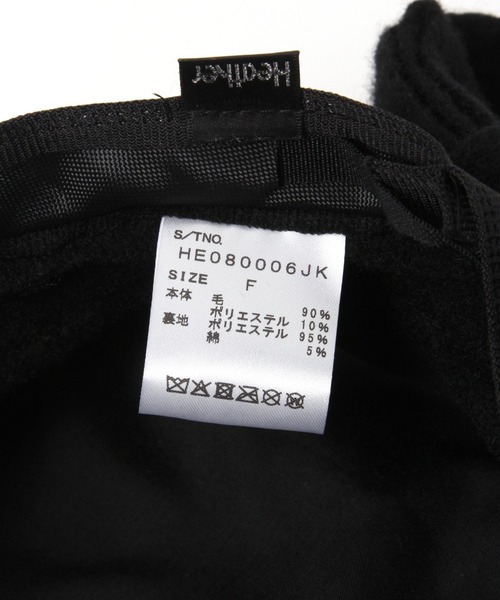 Heather
S/TNO.
HE080006JK
SIZE F
本体 毛 90%
ポリエステル 10%
裏地 ポリエステル 95%
綿 5%